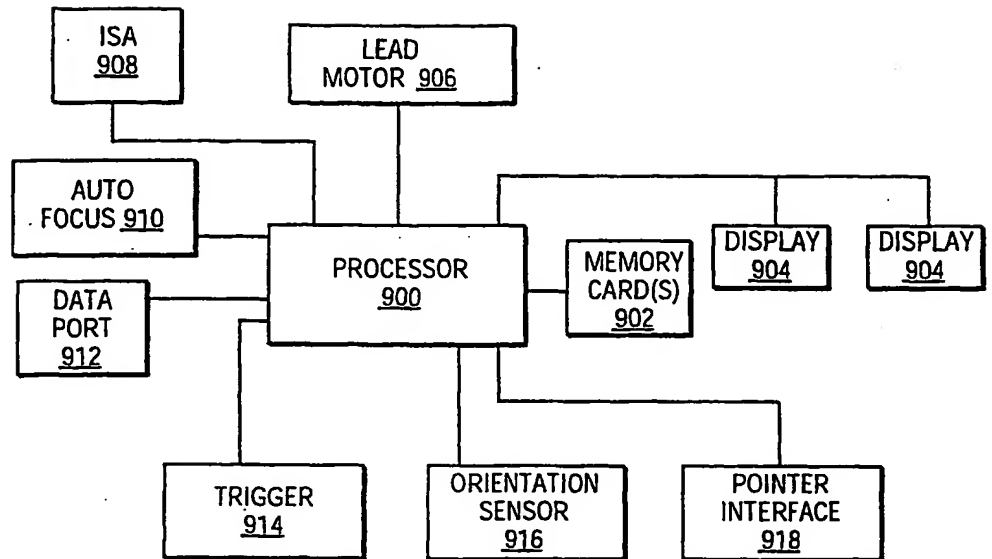 ISA
908
LEAD
MOTOR 906
AUTO
FOCUS 910
PROCESSOR
900
MEMORY
CARD(S)
902
DISPLAY
904
DISPLAY
904
DATA
PORT
912
TRIGGER
914
ORIENTATION
SENSOR
916
POINTER
INTERFACE
918